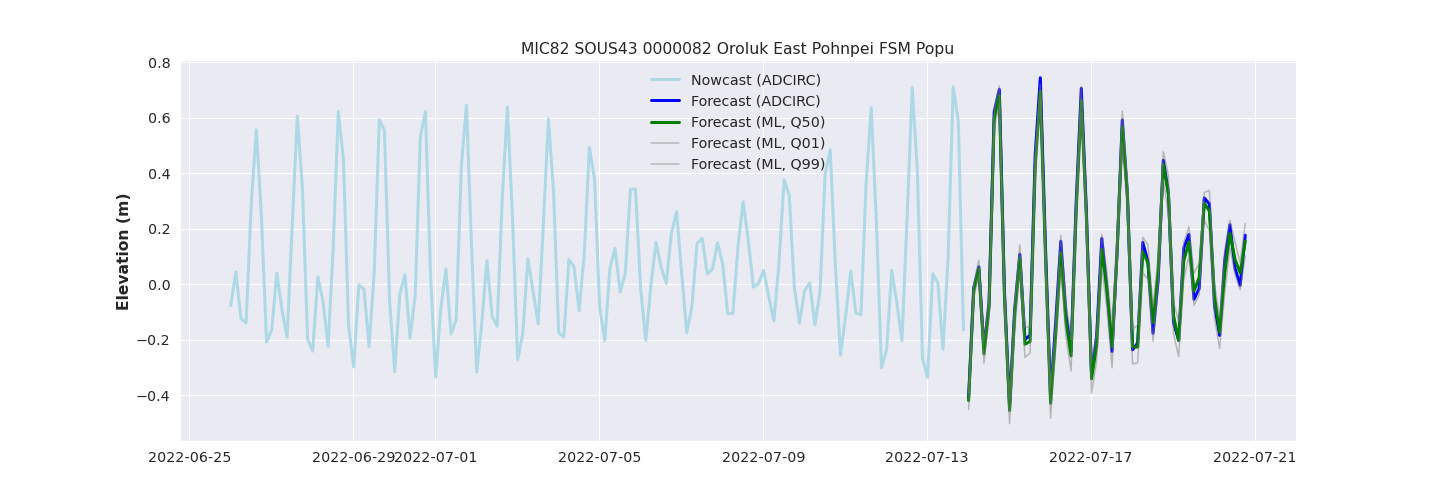 MIC82 SOUS43 0000082 Oroluk East Pohnpei FSM Popu
Elevation (m)
0.8
0.6
0.4
0.2
0.0
−0.2
−0.4
Nowcast (ADCIRC)
Forecast (ADCIRC)
Forecast (ML, Q50)
Forecast (ML, Q01)
Forecast (ML, Q99)
2022-06-25 2022-06-29 2022-07-01 2022-07-05 2022-07-09 2022-07-13 2022-07-17 2022-07-21